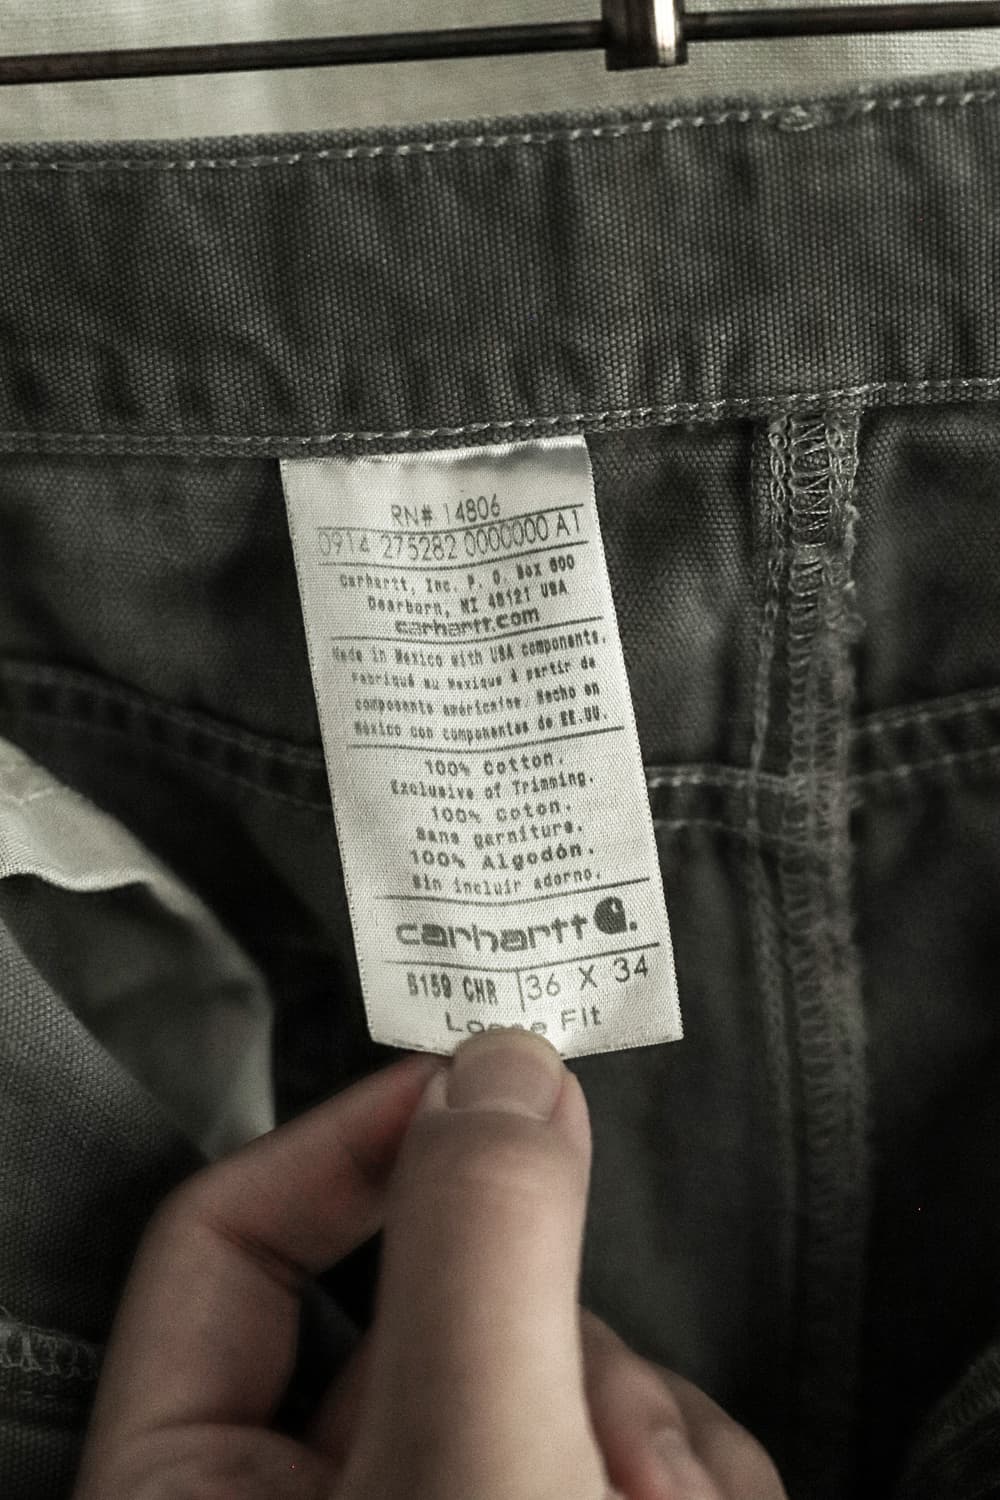 RN# 14806
0914 275282 0000000 A1
Carhartt, Inc. P. O. Box 600
Dearborn, MI 48121 USA
carhartt.com
Made in Mexico with USA components.
Fabriqué au Mexique à partir de
composants américains. Hecho en
México con componentes de EE.UU.
100% Cotton.
Exclusive of Trimming.
100% Coton.
Sans garniture.
100% Algodón.
Sin incluir adorno.
carhartt
B159 CHR 36 X 34
Fit